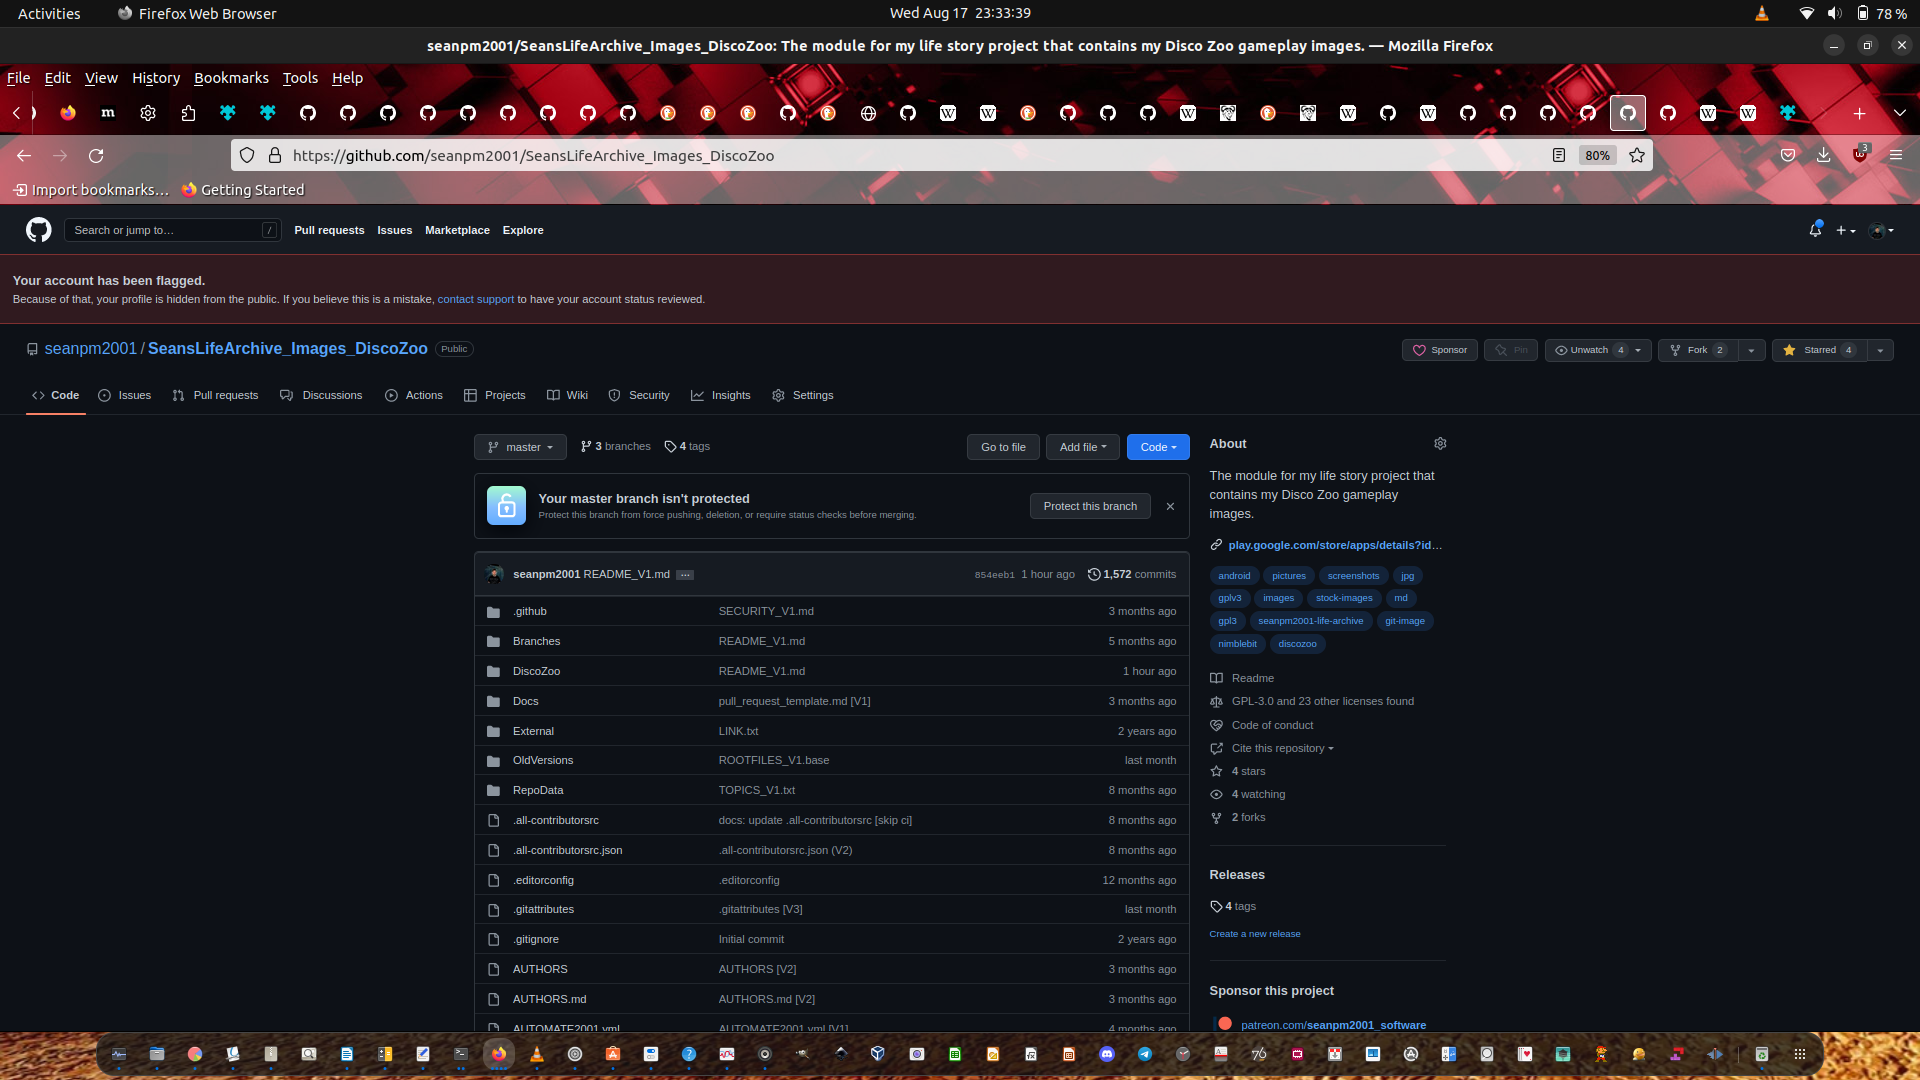 Activities
Firefox Web Browser
Wed Aug 17 23:33:39
78 %
seanpm2001/SeansLifeArchive_Images_DiscoZoo: The module for my life story project that contains my Disco Zoo gameplay images. — Mozilla Firefox
File Edit View History Bookmarks Tools Help
https://github.com/seanpm2001/SeansLifeArchive_Images_DiscoZoo
80%
3
Import bookmarks…
Getting Started
Search or jump to…
/
Pull requests Issues Marketplace Explore
Your account has been flagged.
Because of that, your profile is hidden from the public. If you believe this is a mistake, contact support to have your account status reviewed.
seanpm2001 / SeansLifeArchive_Images_DiscoZoo Public
Sponsor
Pin
Unwatch 4
Fork 2
Starred 4
Code Issues Pull requests Discussions Actions Projects Wiki Security Insights Settings
master
3 branches
4 tags
Go to file
Add file
Code
Your master branch isn't protected
Protect this branch from force pushing, deletion, or require status checks before merging.
Protect this branch
seanpm2001 README_V1.md ...
854eeb1 1 hour ago
1,572 commits
.github SECURITY_V1.md 3 months ago
Branches README_V1.md 5 months ago
DiscoZoo README_V1.md 1 hour ago
Docs pull_request_template.md [V1] 3 months ago
External LINK.txt 2 years ago
OldVersions ROOTFILES_V1.base last month
RepoData TOPICS_V1.txt 8 months ago
.all-contributorsrc docs: update .all-contributorsrc [skip ci] 8 months ago
.all-contributorsrc.json .all-contributorsrc.json (V2) 8 months ago
.editorconfig .editorconfig 12 months ago
.gitattributes .gitattributes [V3] last month
.gitignore Initial commit 2 years ago
AUTHORS AUTHORS [V2] 3 months ago
AUTHORS.md AUTHORS.md [V2] 3 months ago
AUTOMATE2001.yml AUTOMATE2001.yml [V1] 4 months ago
About
The module for my life story project that
contains my Disco Zoo gameplay
images.
play.google.com/store/apps/details?id…
android pictures screenshots jpg
gplv3 images stock-images md
gpl3 seanpm2001-life-archive git-image
nimblebit discozoo
Readme
GPL-3.0 and 23 other licenses found
Code of conduct
Cite this repository
4 stars
4 watching
2 forks
Releases
4 tags
Create a new release
Sponsor this project
patreon.com/seanpm2001_software